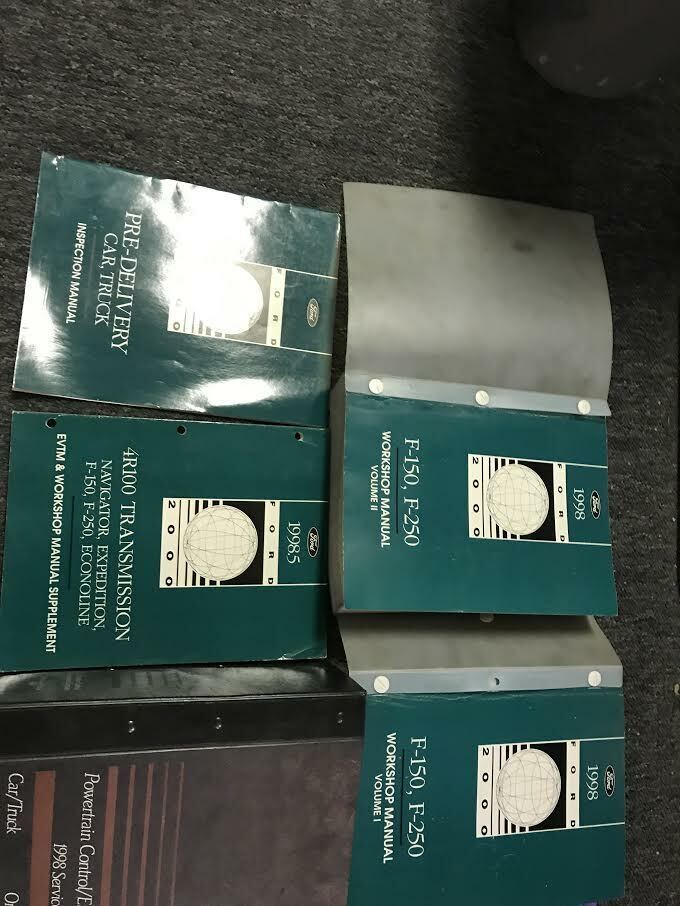 Ford
FORD
2000
PRE-DELIVERY
CAR, TRUCK
INSPECTION MANUAL
1998
Ford
FORD
2000
F-150, F-250
WORKSHOP MANUAL
VOLUME II
19985
Ford
FORD
2000
4R100 TRANSMISSION
NAVIGATOR, EXPEDITION,
F-150, F-250, ECONOLINE
EVTM & WORKSHOP MANUAL SUPPLEMENT
1998
Ford
FORD
2000
F-150, F-250
WORKSHOP MANUAL
VOLUME I
Powertrain Control/E
1998 Servic
Car/Truck